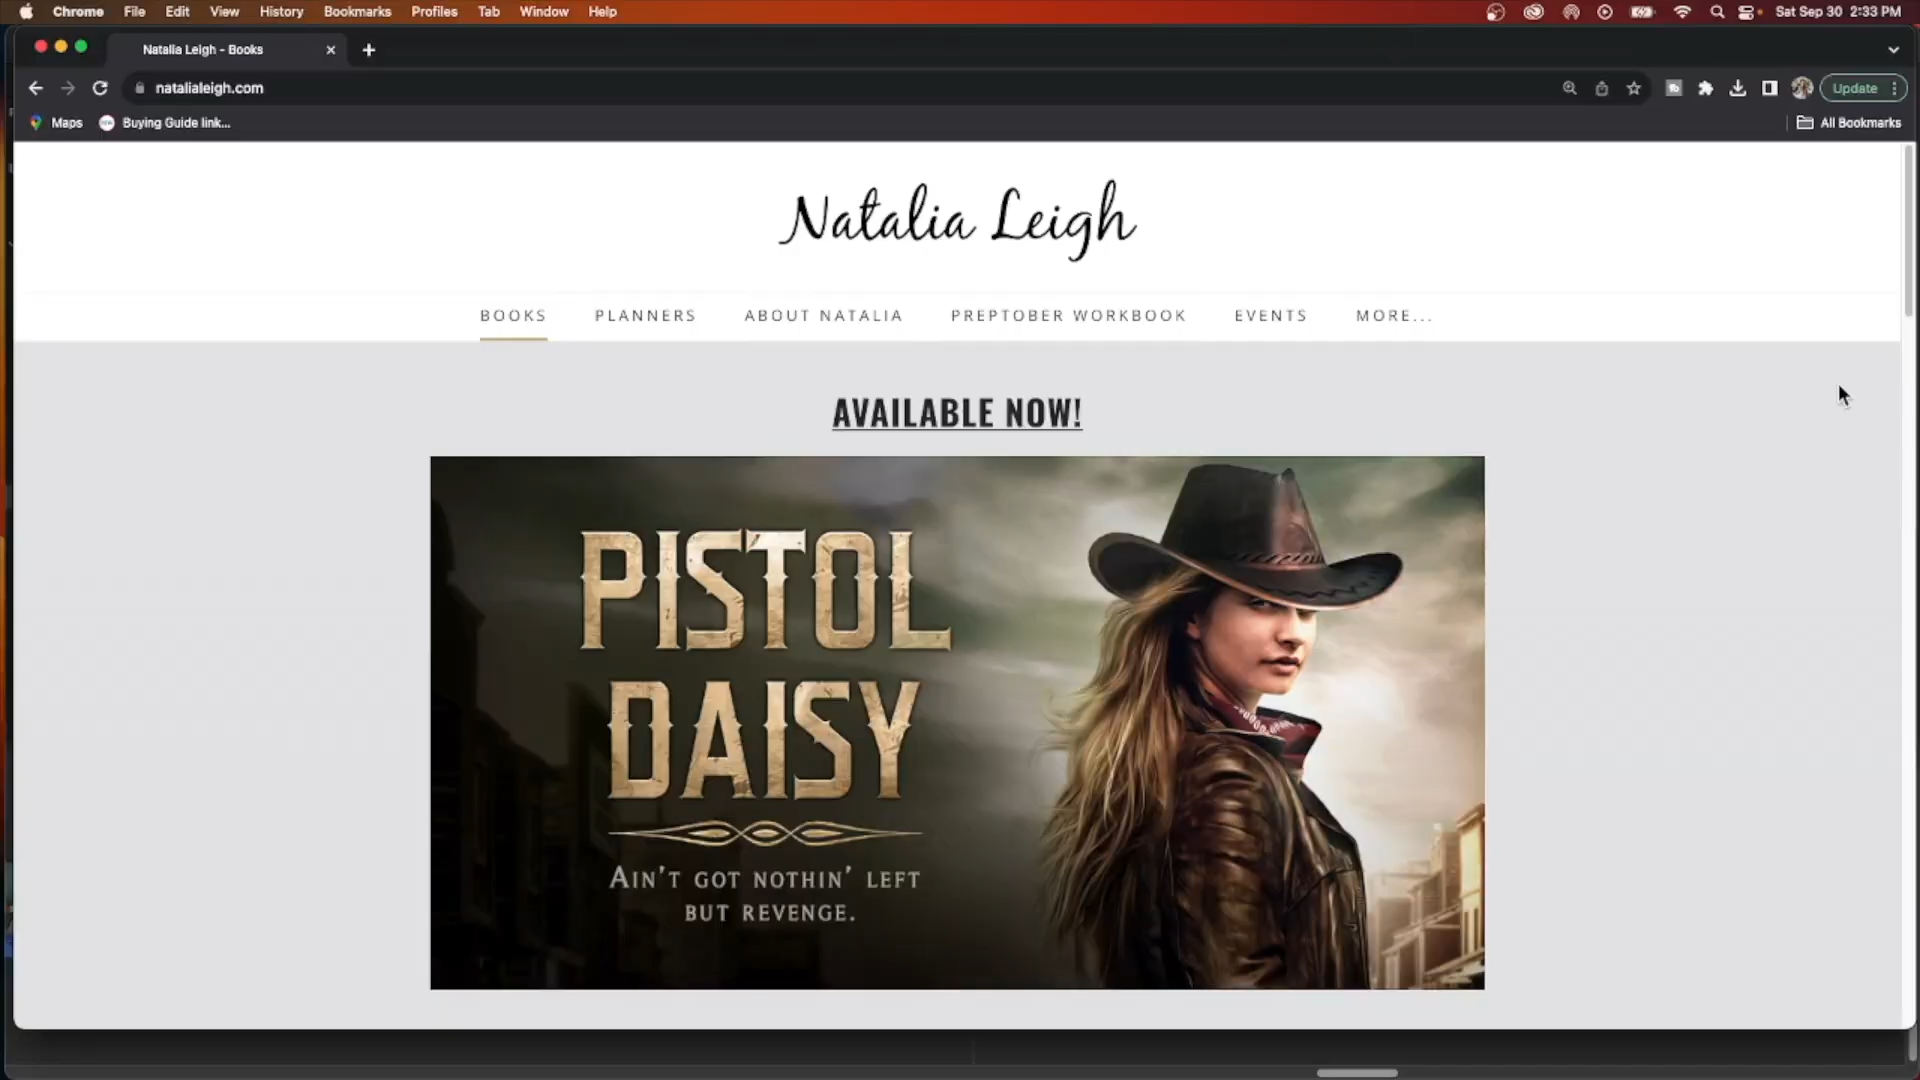 Chrome File Edit View History Bookmarks Profiles Tab Window Help Sat Sep 30 2:33 PM
Natalia Leigh - Books
natalialeigh.com Update
Maps Buying Guide link... All Bookmarks
Natalia Leigh
BOOKS PLANNERS ABOUT NATALIA PREPTOBER WORKBOOK EVENTS MORE...
AVAILABLE NOW!
PISTOL
DAISY
AIN'T GOT NOTHIN' LEFT
BUT REVENGE.